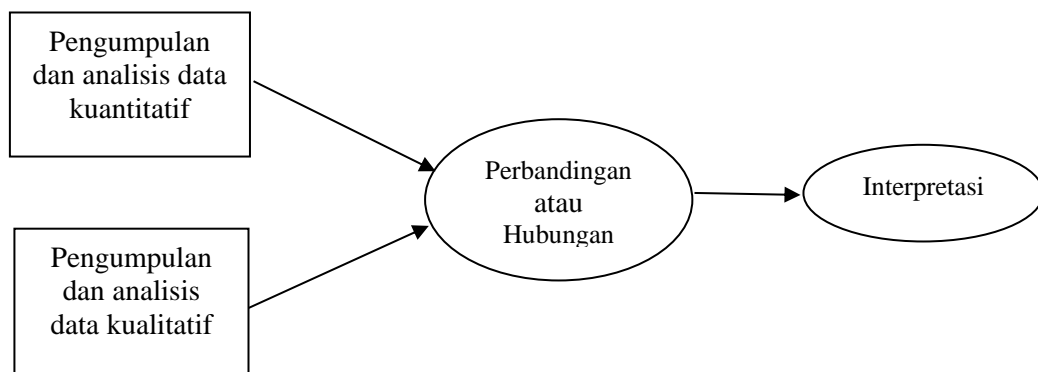 Pengumpulan
dan analisis data
kuantitatif
Pengumpulan
dan analisis
data kualitatif
Perbandingan
atau
Hubungan
Interpretasi